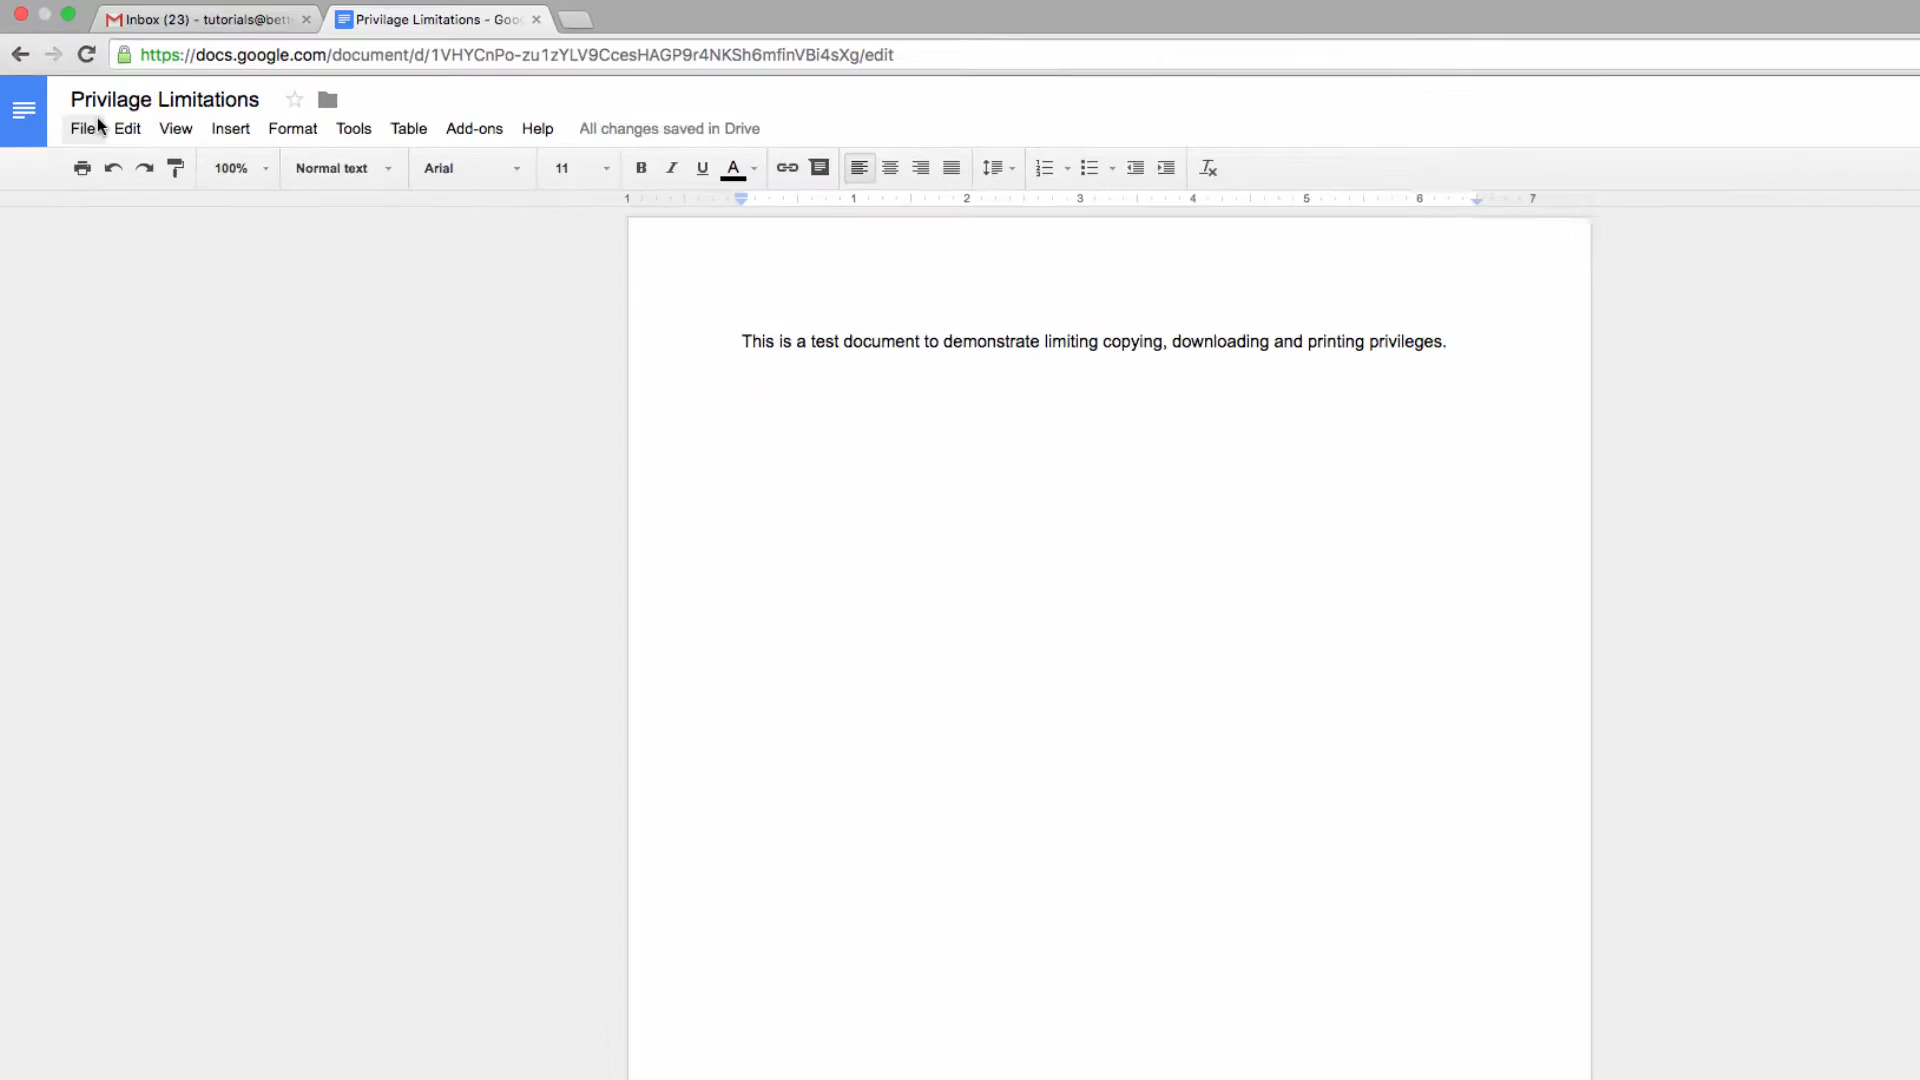 Inbox (23) - tutorials@bett
Privilage Limitations - Goo
https://docs.google.com/document/d/1VHYCnPo-zu1zYLV9CcesHAGP9r4NKSh6mfinVBi4sXg/edit
Privilage Limitations
File Edit View Insert Format Tools Table Add-ons Help All changes saved in Drive
100% Normal text Arial 11 B I U A
1 1 2 3 4 5 6 7
This is a test document to demonstrate limiting copying, downloading and printing privileges.